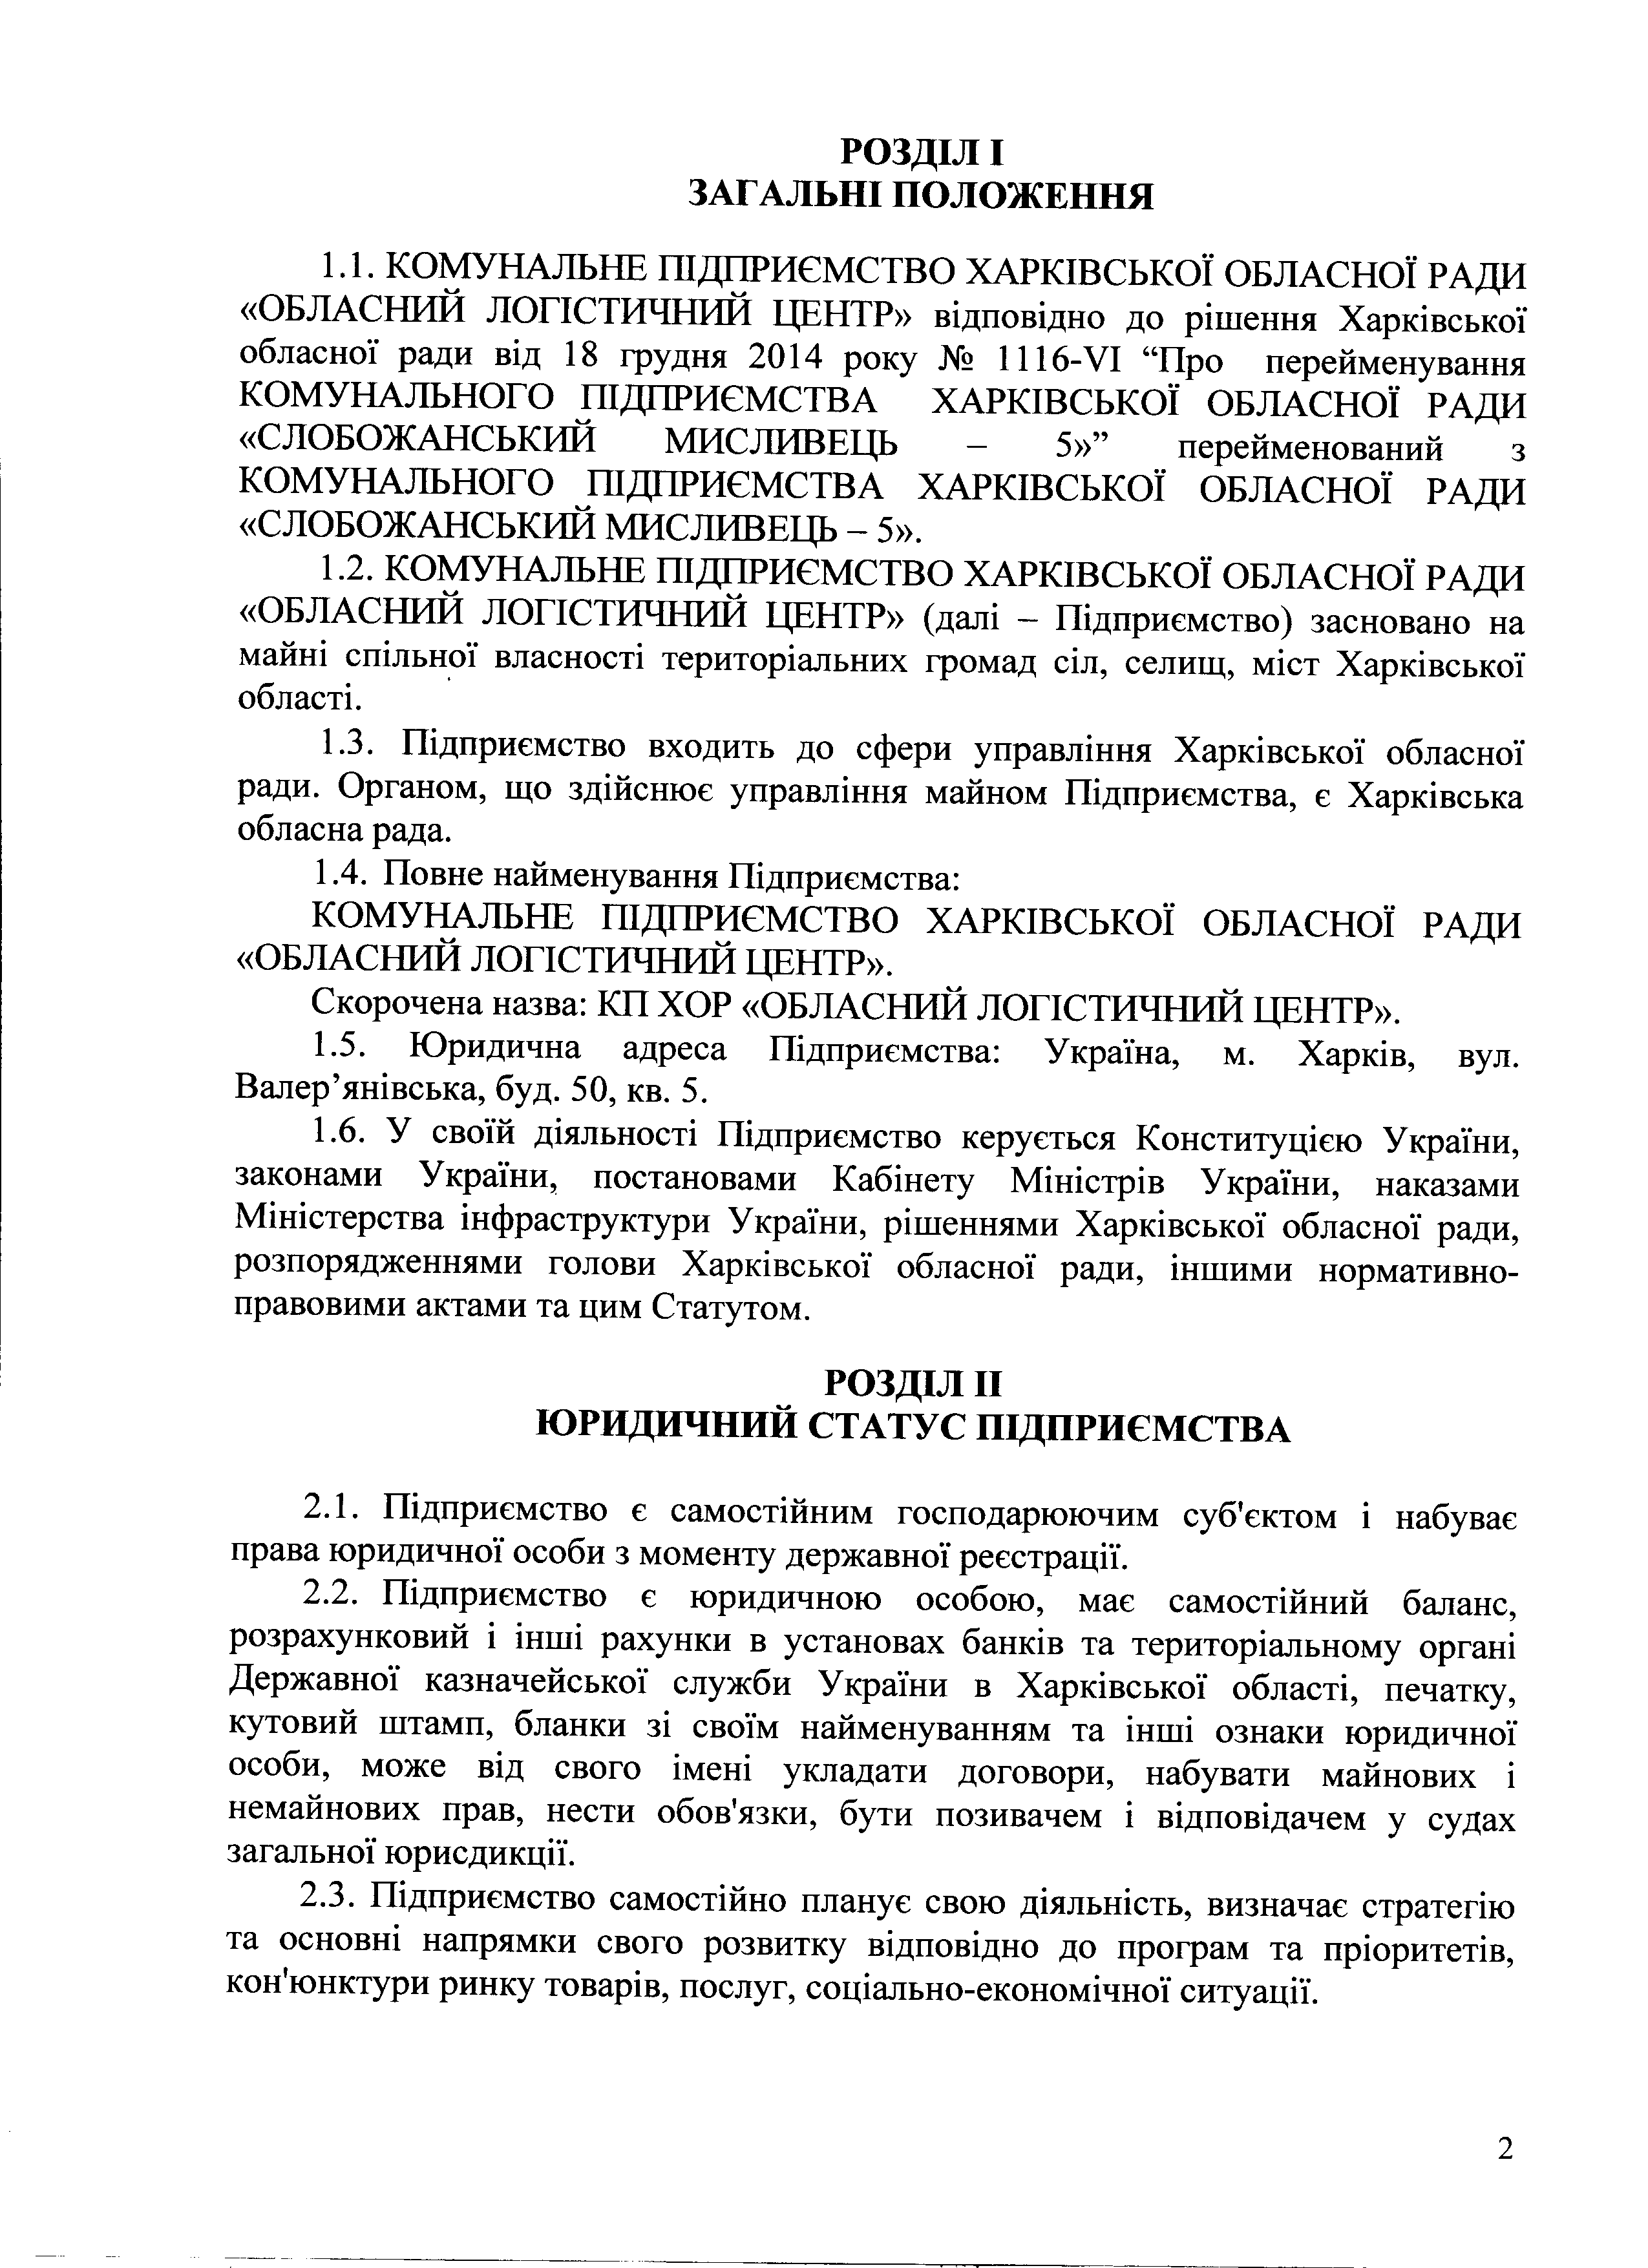 РОЗДІЛ І
ЗАГАЛЬНІ ПОЛОЖЕННЯ
1.1. КОМУНАЛЬНЕ ПІДПРИЄМСТВО ХАРКІВСЬКОЇ ОБЛАСНОЇ РАДИ
«ОБЛАСНИЙ ЛОГІСТИЧНИЙ ЦЕНТР» відповідно до рішення Харківської
обласної ради від 18 грудня 2014 року № 1116-VI “Про перейменування
КОМУНАЛЬНОГО ПІДПРИЄМСТВА ХАРКІВСЬКОЇ ОБЛАСНОЇ РАДИ
«СЛОБОЖАНСЬКИЙ МИСЛИВЕЦЬ – 5»” перейменований з
КОМУНАЛЬНОГО ПІДПРИЄМСТВА ХАРКІВСЬКОЇ ОБЛАСНОЇ РАДИ
«СЛОБОЖАНСЬКИЙ МИСЛИВЕЦЬ – 5».
1.2. КОМУНАЛЬНЕ ПІДПРИЄМСТВО ХАРКІВСЬКОЇ ОБЛАСНОЇ РАДИ
«ОБЛАСНИЙ ЛОГІСТИЧНИЙ ЦЕНТР» (далі – Підприємство) засновано на
майні спільної власності територіальних громад сіл, селищ, міст Харківської
області.
1.3. Підприємство входить до сфери управління Харківської обласної
ради. Органом, що здійснює управління майном Підприємства, є Харківська
обласна рада.
1.4. Повне найменування Підприємства:
КОМУНАЛЬНЕ ПІДПРИЄМСТВО ХАРКІВСЬКОЇ ОБЛАСНОЇ РАДИ
«ОБЛАСНИЙ ЛОГІСТИЧНИЙ ЦЕНТР».
Скорочена назва: КП ХОР «ОБЛАСНИЙ ЛОГІСТИЧНИЙ ЦЕНТР».
1.5. Юридична адреса Підприємства: Україна, м. Харків, вул.
Валер’янівська, буд. 50, кв. 5.
1.6. У своїй діяльності Підприємство керується Конституцією України,
законами України, постановами Кабінету Міністрів України, наказами
Міністерства інфраструктури України, рішеннями Харківської обласної ради,
розпорядженнями голови Харківської обласної ради, іншими нормативно-
правовими актами та цим Статутом.
РОЗДІЛ ІІ
ЮРИДИЧНИЙ СТАТУС ПІДПРИЄМСТВА
2.1. Підприємство є самостійним господарюючим суб'єктом і набуває
права юридичної особи з моменту державної реєстрації.
2.2. Підприємство є юридичною особою, має самостійний баланс,
розрахунковий і інші рахунки в установах банків та територіальному органі
Державної казначейської служби України в Харківської області, печатку,
кутовий штамп, бланки зі своїм найменуванням та інші ознаки юридичної
особи, може від свого імені укладати договори, набувати майнових і
немайнових прав, нести обов'язки, бути позивачем і відповідачем у судах
загальної юрисдикції.
2.3. Підприємство самостійно планує свою діяльність, визначає стратегію
та основні напрямки свого розвитку відповідно до програм та пріоритетів,
кон'юнктури ринку товарів, послуг, соціально-економічної ситуації.
2